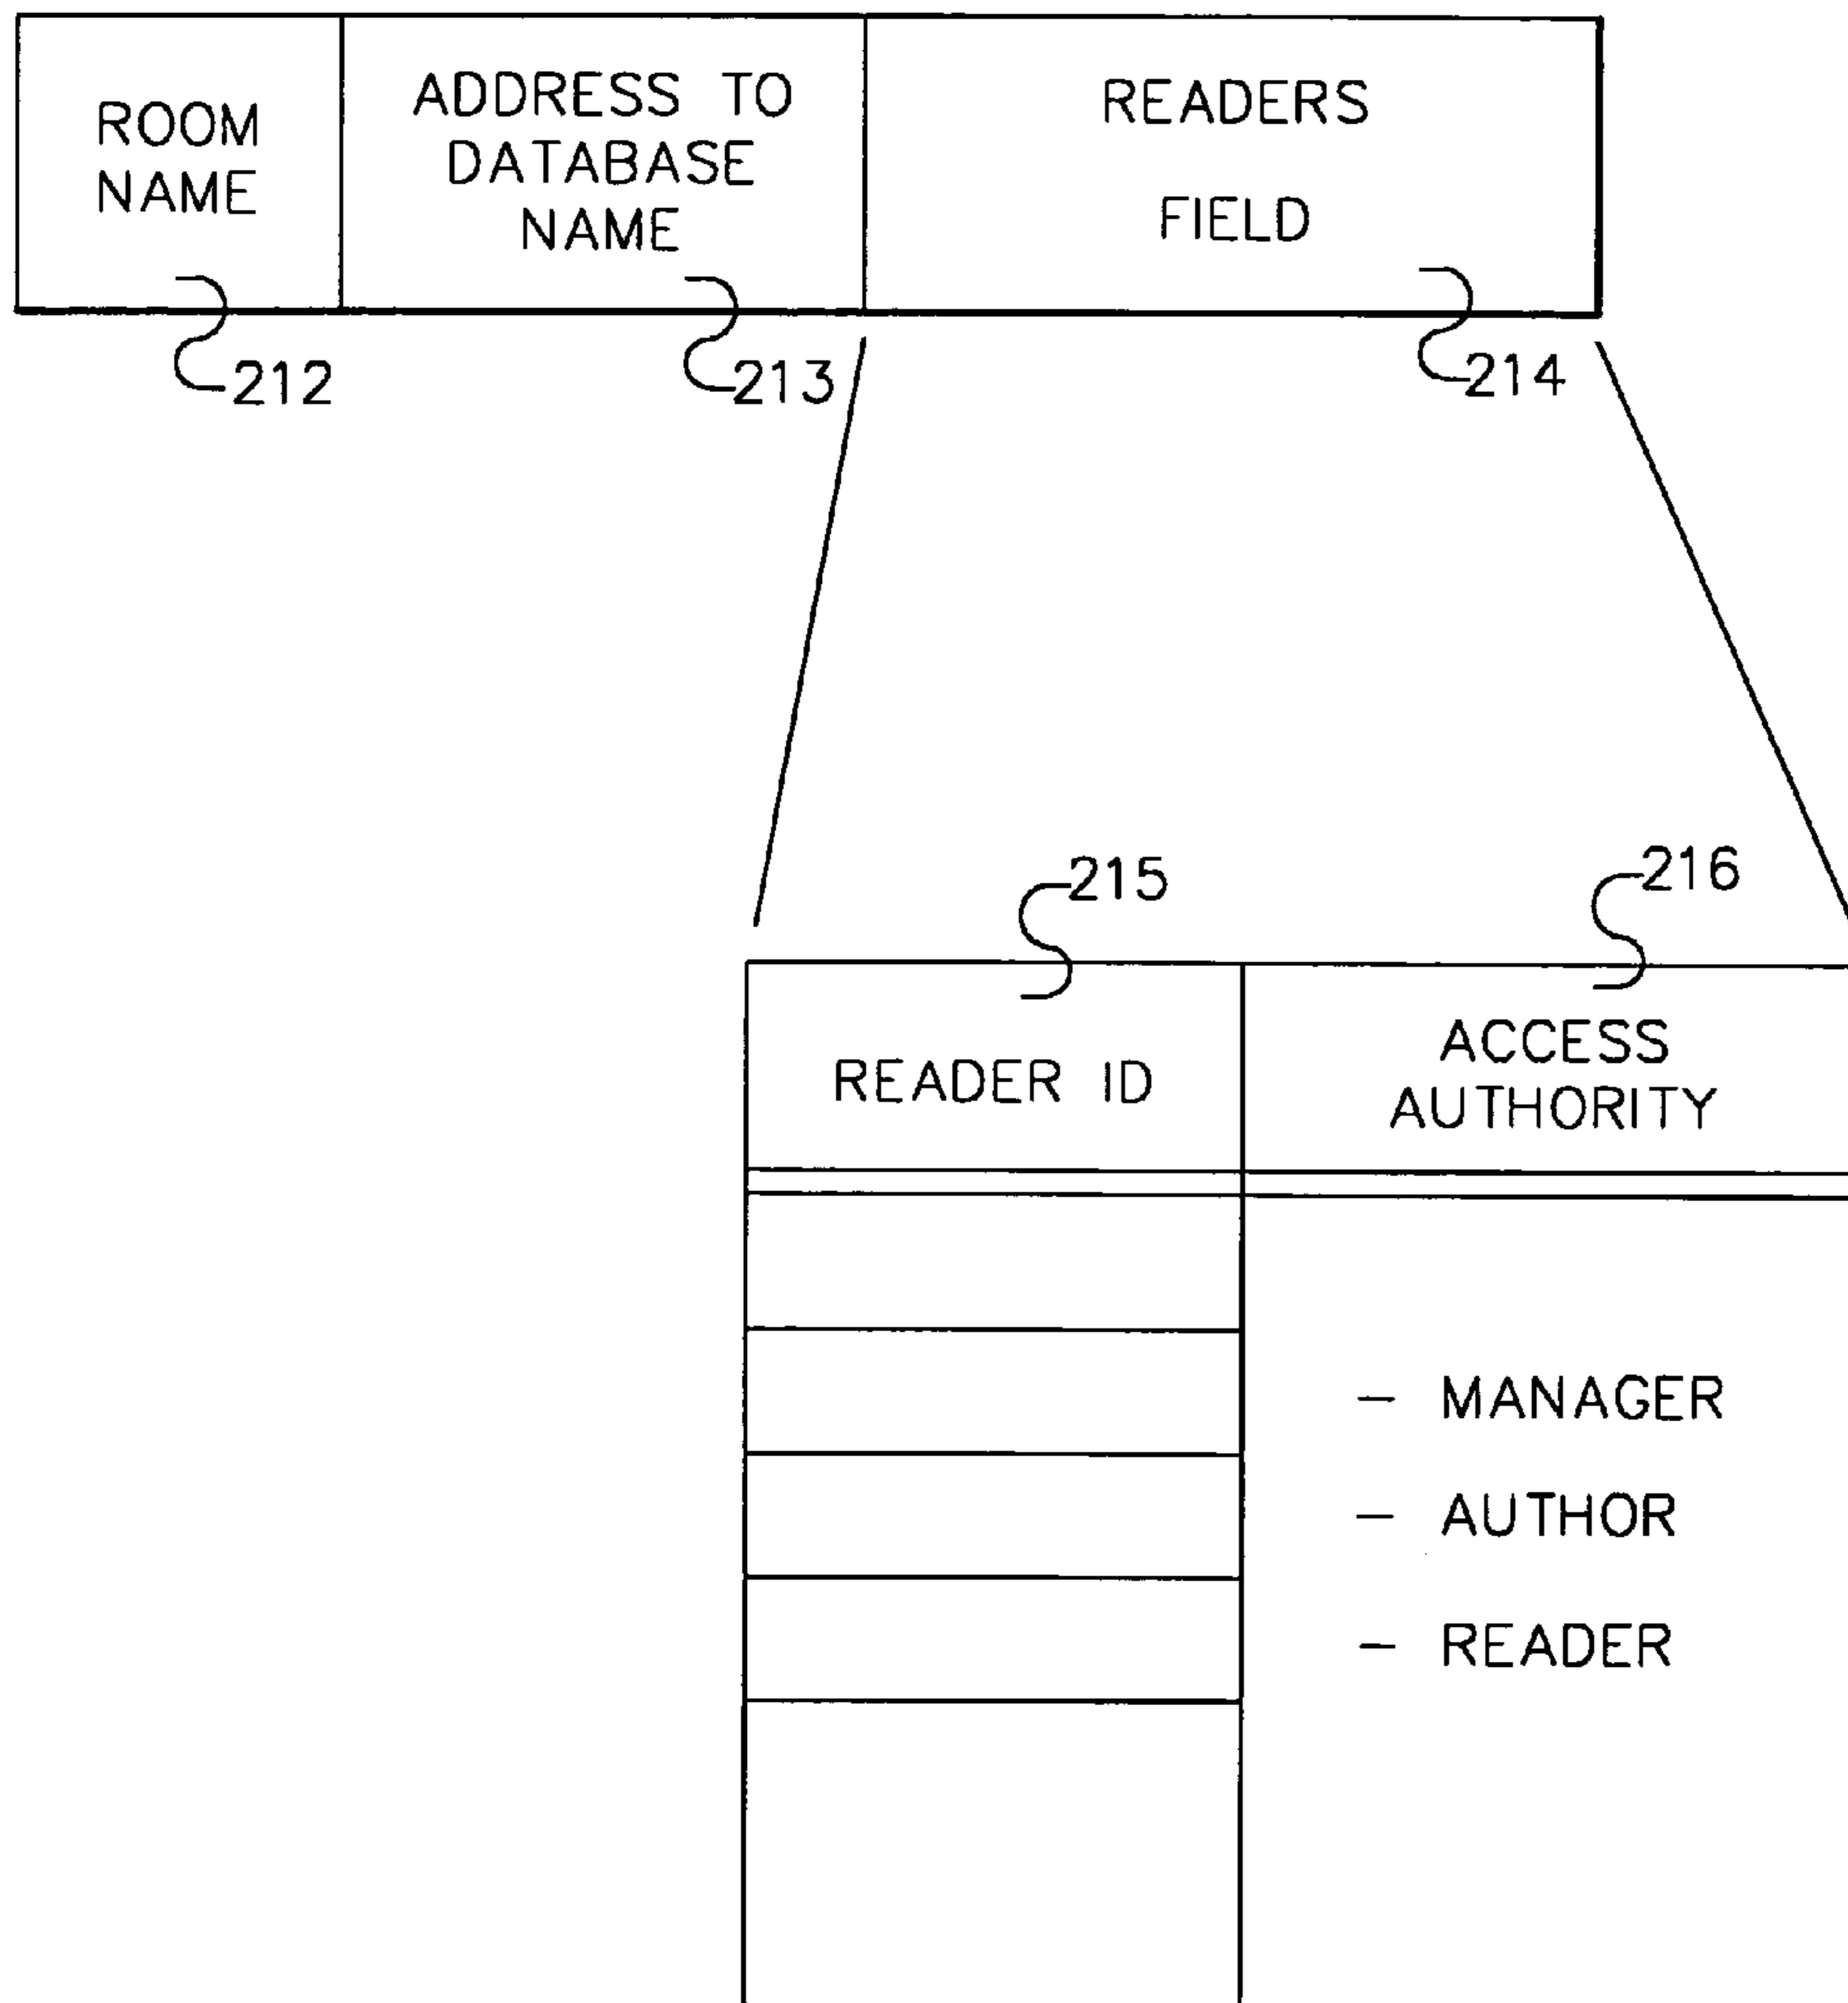 ROOM
NAME
ADDRESS TO
DATABASE
NAME
READERS
FIELD
212
213
214
215
216
READER ID
ACCESS
AUTHORITY
– MANAGER
– AUTHOR
– READER